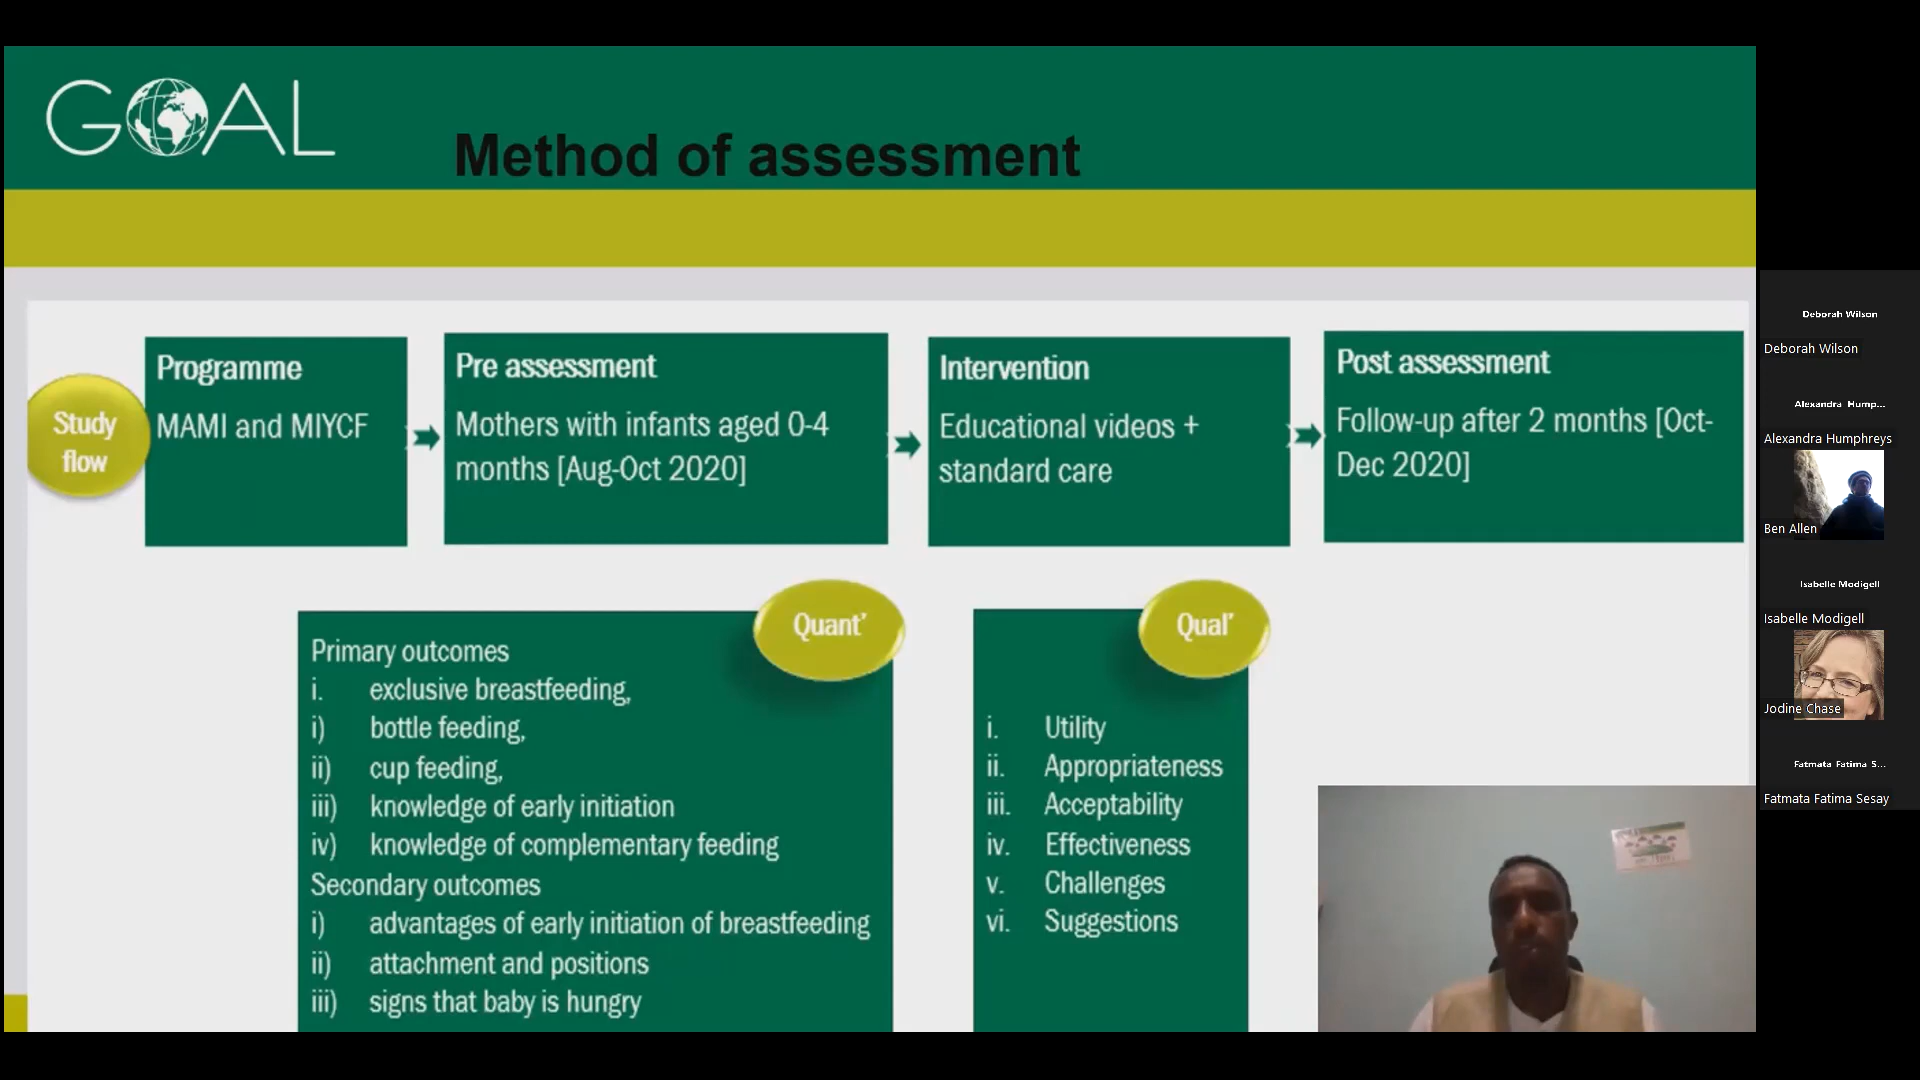 GOAL
Method of assessment
Study
flow
Programme
MAMI and MIYCF
Pre assessment
Mothers with infants aged 0-4
months [Aug-Oct 2020]
Intervention
Educational videos +
standard care
Post assessment
Follow-up after 2 months [Oct-
Dec 2020]
Quant’
Primary outcomes
i. exclusive breastfeeding,
i) bottle feeding,
ii) cup feeding,
iii) knowledge of early initiation
iv) knowledge of complementary feeding
Secondary outcomes
i) advantages of early initiation of breastfeeding
ii) attachment and positions
iii) signs that baby is hungry
Qual’
i. Utility
ii. Appropriateness
iii. Acceptability
iv. Effectiveness
v. Challenges
vi. Suggestions
Deborah Wilson
Deborah Wilson
Alexandra Hump...
Alexandra Humphreys
Ben Allen
Isabelle Modigell
Isabelle Modigell
Jodine Chase
Fatmata Fatima S...
Fatmata Fatima Sesay